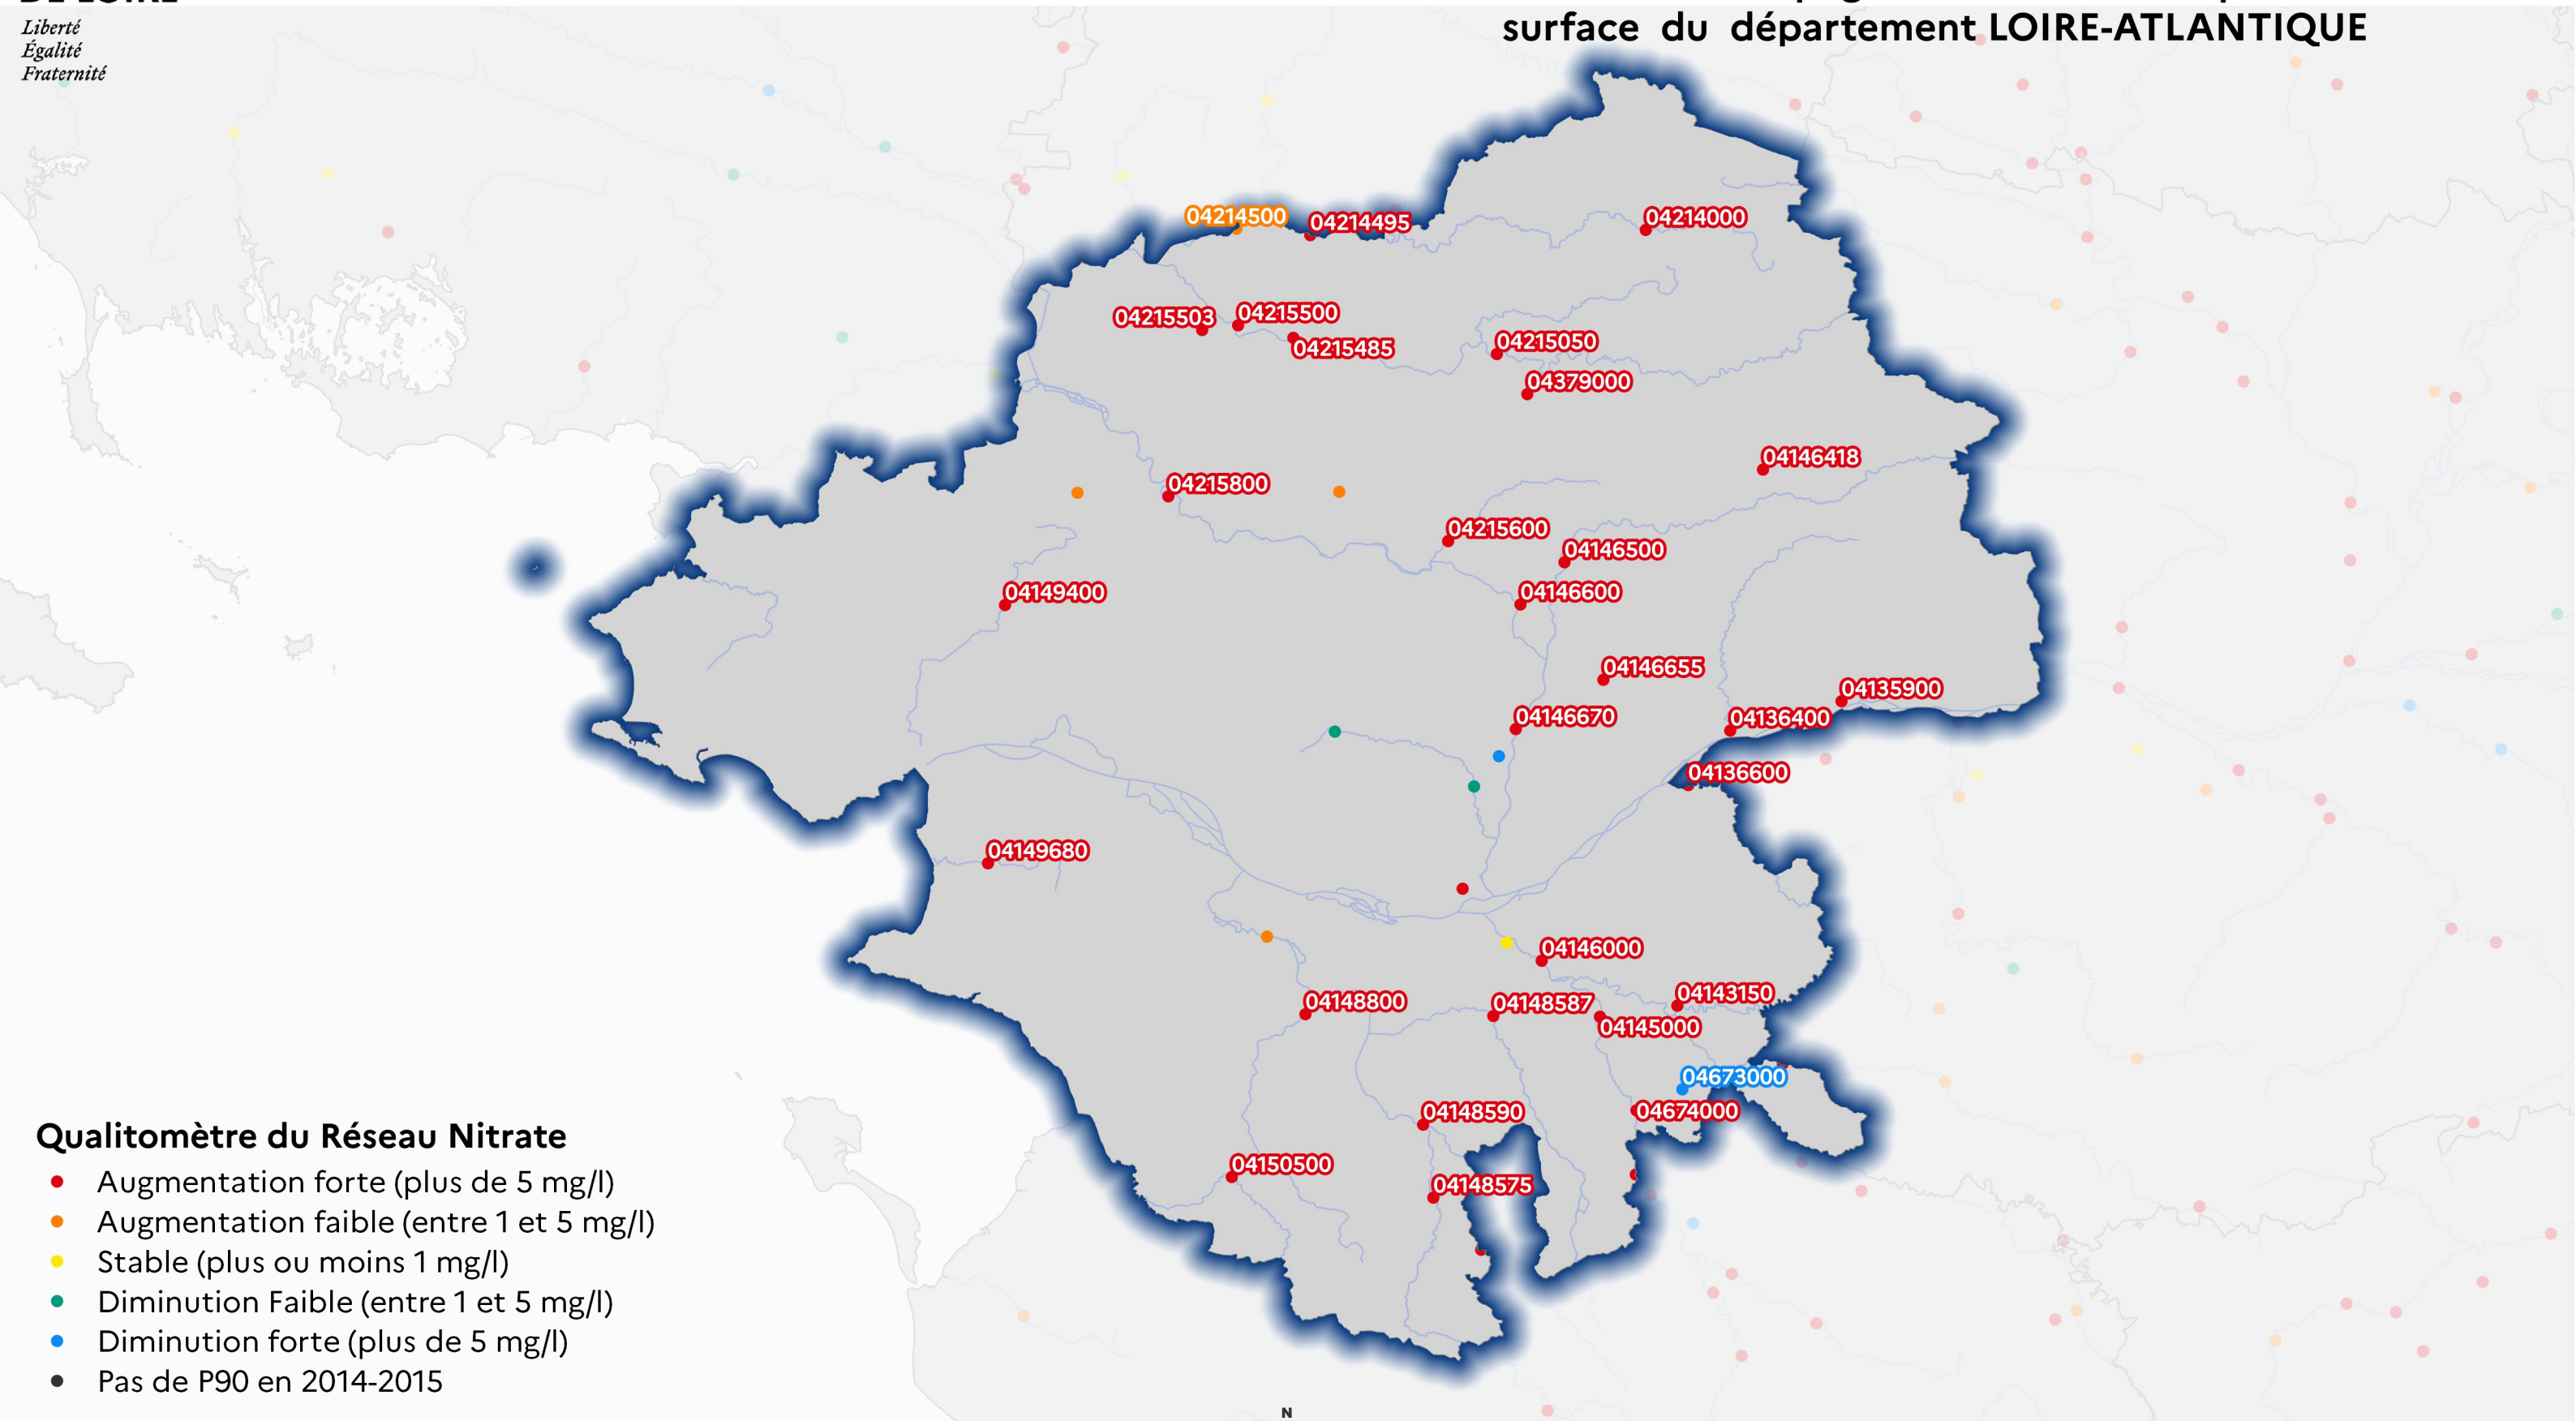 DE LOIRE
Liberté
Égalité
Fraternité
surface du département LOIRE-ATLANTIQUE
04214500
04214495
04214000
04215503
04215500
04215485
04215050
04379000
04146418
04215800
04215600
04146500
04149400
04146600
04146655
04135900
04146670
04136400
04136600
04149680
04146000
04143150
04148800
04148587
04145000
04673000
04148590
04674000
04150500
04148575
Qualitomètre du Réseau Nitrate
Augmentation forte (plus de 5 mg/l)
Augmentation faible (entre 1 et 5 mg/l)
Stable (plus ou moins 1 mg/l)
Diminution Faible (entre 1 et 5 mg/l)
Diminution forte (plus de 5 mg/l)
Pas de P90 en 2014-2015
N